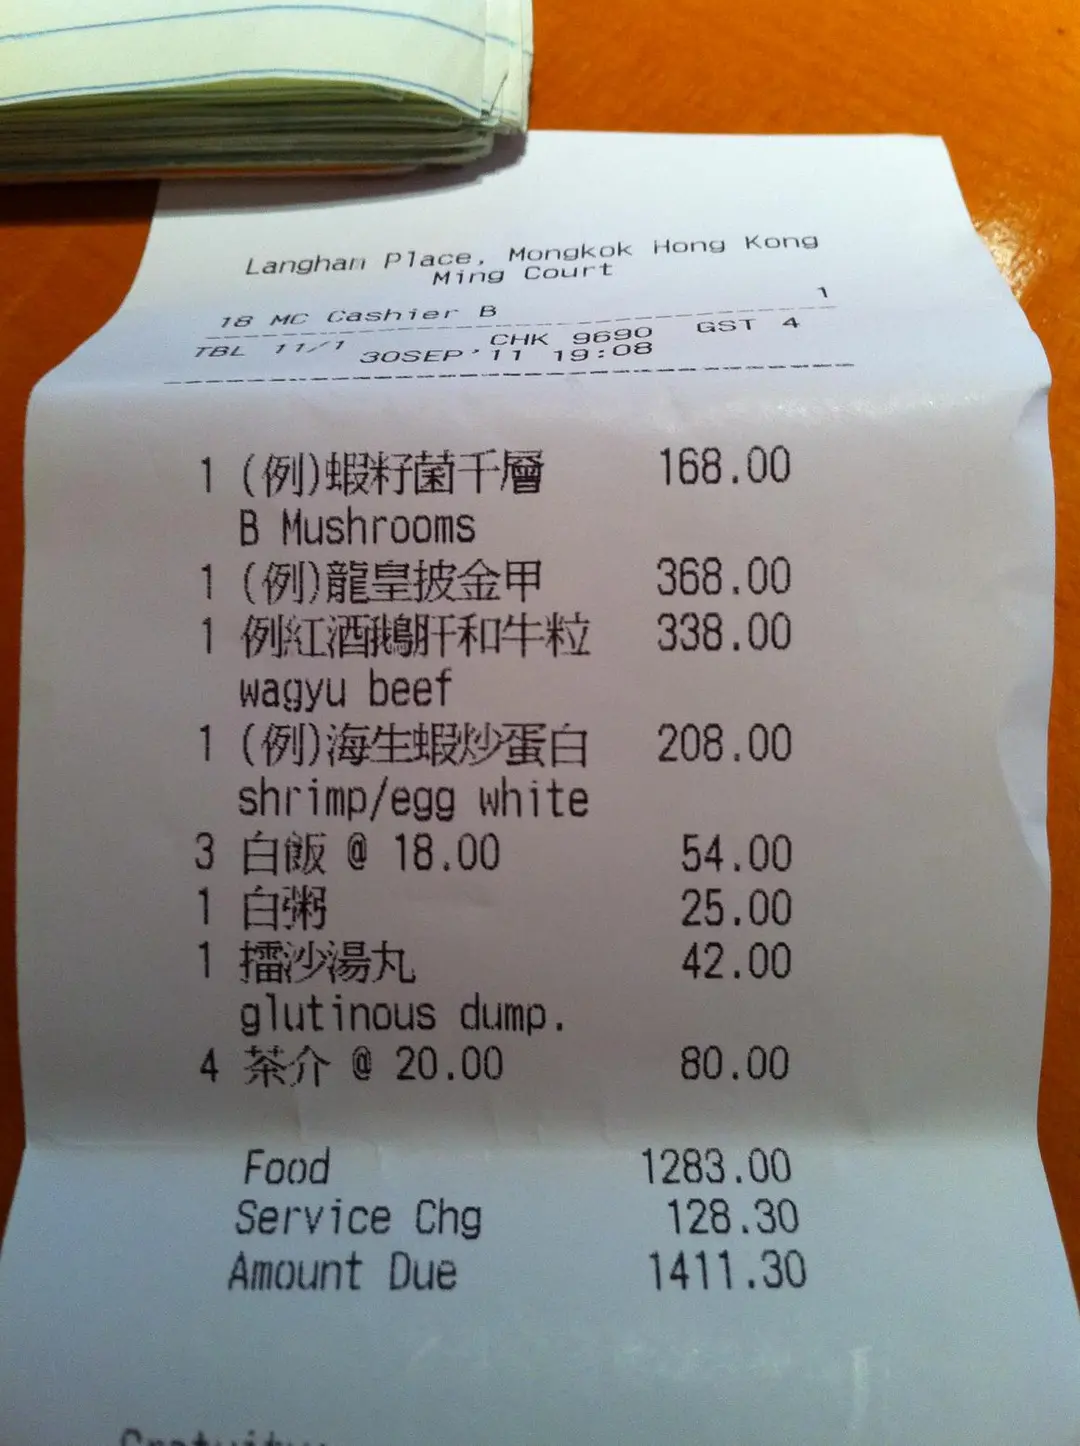 Langham Place, Mongkok Hong Kong
Ming Court
18 MC Cashier B 1
TBL 11/1 CHK 9690 GST 4
30SEP'11 19:08
1 (例)蝦籽菌千層 168.00
B Mushrooms
1 (例)龍皇披金甲 368.00
1 例紅酒鵝肝和牛粒 338.00
wagyu beef
1 (例)海生蝦炒蛋白 208.00
shrimp/egg white
3 白飯 @ 18.00 54.00
1 白粥 25.00
1 擂沙湯丸 42.00
glutinous dump.
4 茶介 @ 20.00 80.00
Food 1283.00
Service Chg 128.30
Amount Due 1411.30